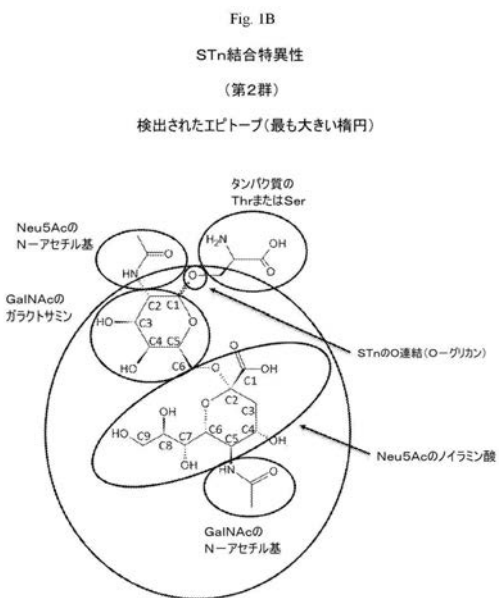 Fig. 1B
STn結合特異性
(第2群)
検出されたエピトープ(最も大きい楕円)
タンパク質の
ThrまたはSer
Neu5Acの
N－アセチル基
H₂N
OH
O
O
HN
O
GalNAcの
ガラクトサミン
C2 C1
HO
C3
O
C4 C5
HO
C6
STnのO連結(O－グリカン)
O
O
OH
C1
C2
O
C3
OH
HO
C9
C8
C7
C6
C4
OH
C5
OH
HN
O
Neu5Acのノイラミン酸
GalNAcの
N－アセチル基